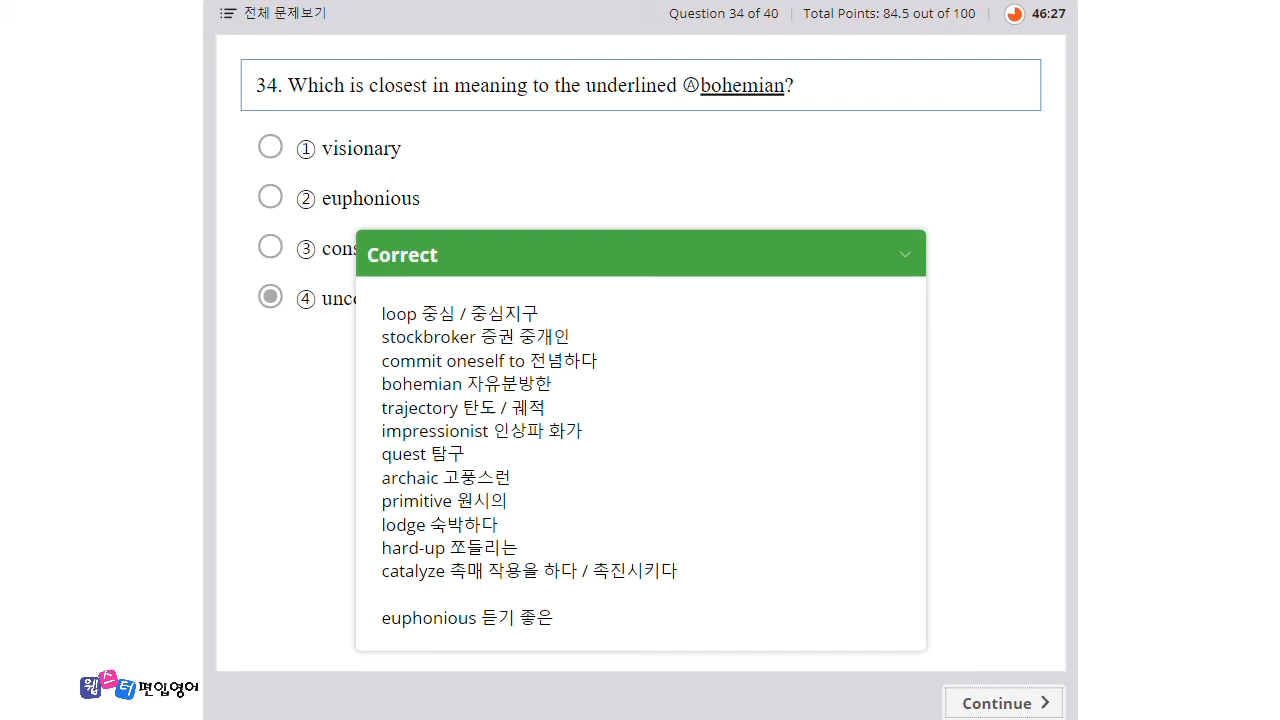 전체 문제보기
Question 34 of 40 | Total Points: 84.5 out of 100 | 46:27
34. Which is closest in meaning to the underlined Ⓐbohemian?
① visionary
② euphonious
③ cons
④ unco
Correct
loop 중심 / 중심지구
stockbroker 증권 중개인
commit oneself to 전념하다
bohemian 자유분방한
trajectory 탄도 / 궤적
impressionist 인상파 화가
quest 탐구
archaic 고풍스런
primitive 원시의
lodge 숙박하다
hard-up 쪼들리는
catalyze 촉매 작용을 하다 / 촉진시키다
euphonious 듣기 좋은
웹스터편입영어
Continue